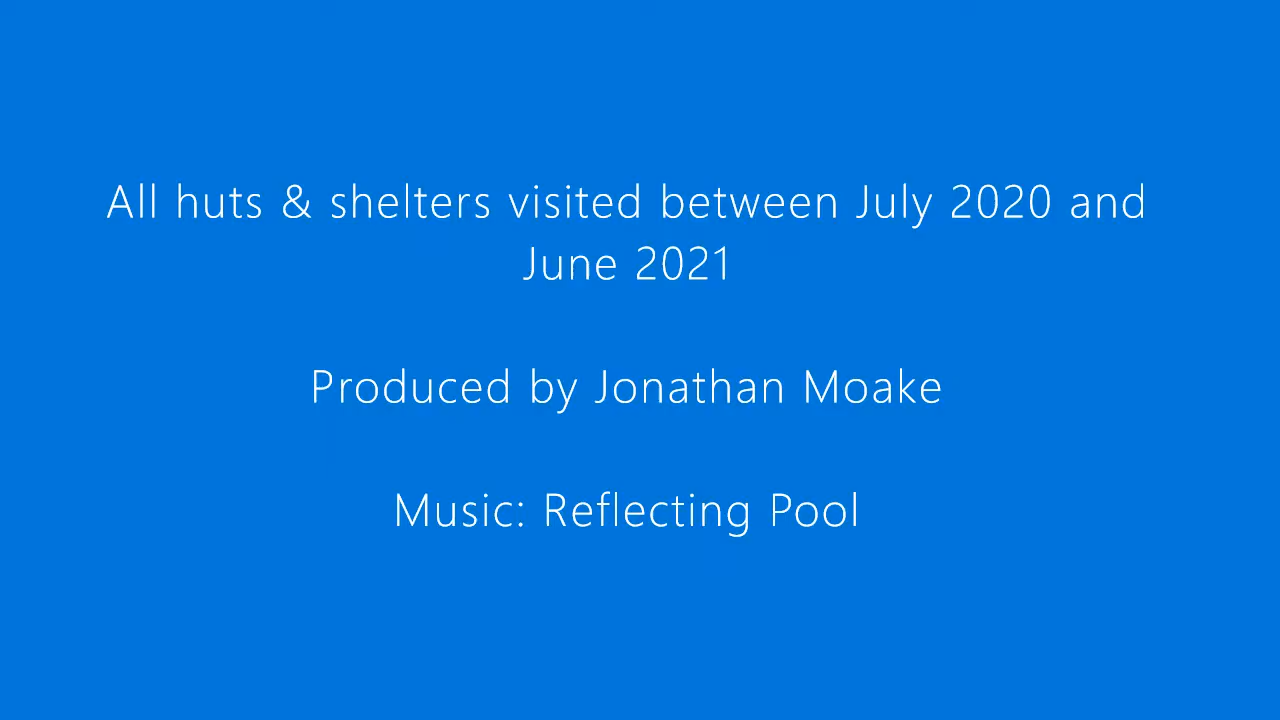 All huts & shelters visited between July 2020 and
June 2021
Produced by Jonathan Moake
Music: Reflecting Pool